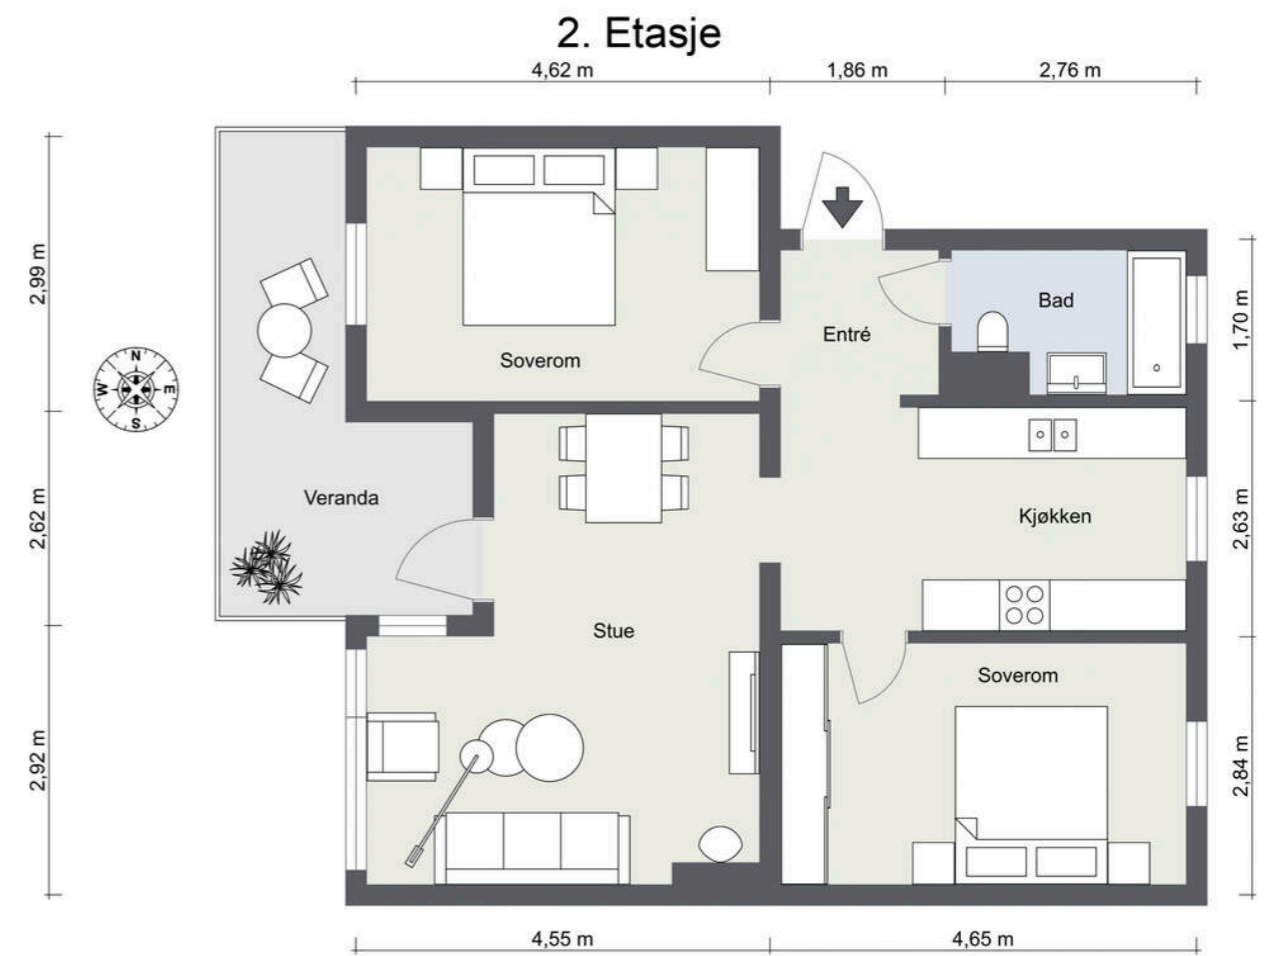 2. Etasje
4,62 m
1,86 m
2,76 m
2,99 m
1,70 m
Bad
Entré
Soverom
N
W
E
S
Veranda
2,62 m
Kjøkken
2,63 m
Stue
Soverom
2,92 m
2,84 m
4,55 m
4,65 m